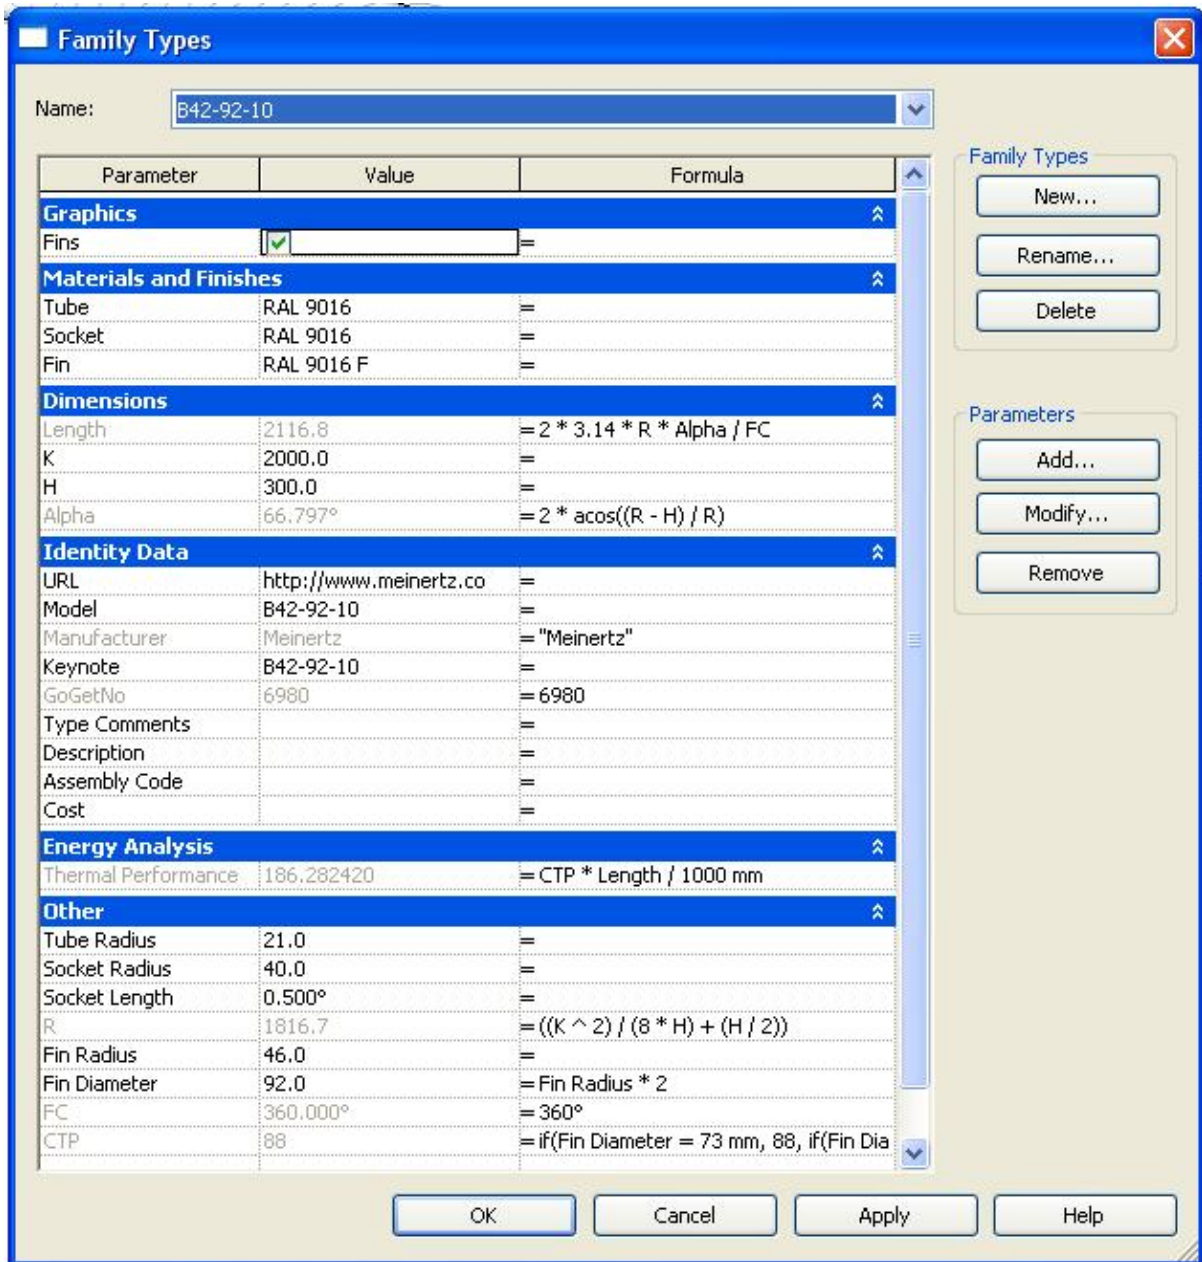 Family Types
Name: B42-92-10
Parameter Value Formula
Graphics
Fins =
Materials and Finishes
Tube RAL 9016 =
Socket RAL 9016 =
Fin RAL 9016 F =
Dimensions
Length 2116.8 = 2 * 3.14 * R * Alpha / FC
K 2000.0 =
H 300.0 =
Alpha 66.797° = 2 * acos((R - H) / R)
Identity Data
URL http://www.meinertz.co =
Model B42-92-10 =
Manufacturer Meinertz = "Meinertz"
Keynote B42-92-10 =
GoGetNo 6980 = 6980
Type Comments =
Description =
Assembly Code =
Cost =
Energy Analysis
Thermal Performance 186.282420 = CTP * Length / 1000 mm
Other
Tube Radius 21.0 =
Socket Radius 40.0 =
Socket Length 0.500° =
R 1816.7 = ((K ^ 2) / (8 * H) + (H / 2))
Fin Radius 46.0 =
Fin Diameter 92.0 = Fin Radius * 2
FC 360.000° = 360°
CTP 88 = if(Fin Diameter = 73 mm, 88, if(Fin Dia
Family Types
New...
Rename...
Delete
Parameters
Add...
Modify...
Remove
OK Cancel Apply Help